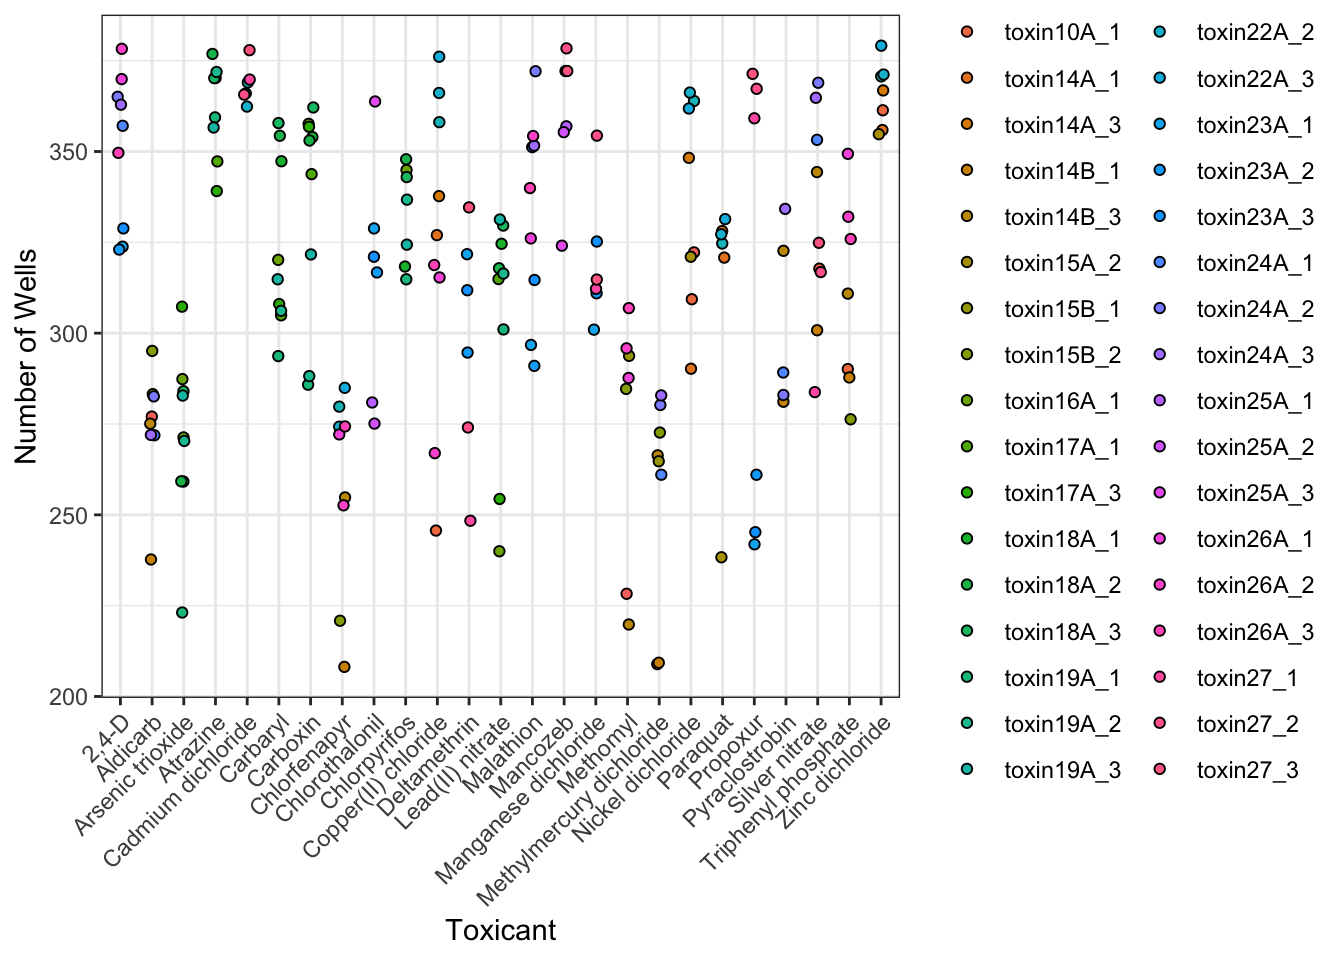 Number of Wells
350
300
250
200
2,4-D
Aldicarb
Arsenic trioxide
Atrazine
Cadmium dichloride
Carbaryl
Carboxin
Chlorfenapyr
Chlorothalonil
Chlorpyrifos
Copper(II) chloride
Deltamethrin
Lead(II) nitrate
Malathion
Mancozeb
Manganese dichloride
Methomyl
Methylmercury dichloride
Nickel dichloride
Paraquat
Propoxur
Pyraclostrobin
Silver nitrate
Triphenyl phosphate
Zinc dichloride
Toxicant
toxin10A_1
toxin14A_1
toxin14A_3
toxin14B_1
toxin14B_3
toxin15A_2
toxin15B_1
toxin15B_2
toxin16A_1
toxin17A_1
toxin17A_3
toxin18A_1
toxin18A_2
toxin18A_3
toxin19A_1
toxin19A_2
toxin19A_3
toxin22A_2
toxin22A_3
toxin23A_1
toxin23A_2
toxin23A_3
toxin24A_1
toxin24A_2
toxin24A_3
toxin25A_1
toxin25A_2
toxin25A_3
toxin26A_1
toxin26A_2
toxin26A_3
toxin27_1
toxin27_2
toxin27_3